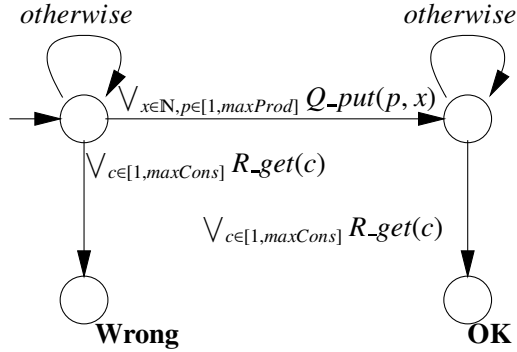 otherwise otherwise
⋁x∈ℕ,p∈[1,maxProd] Q_put(p, x)
⋁c∈[1,maxCons] R_get(c)
⋁c∈[1,maxCons] R_get(c)
Wrong OK